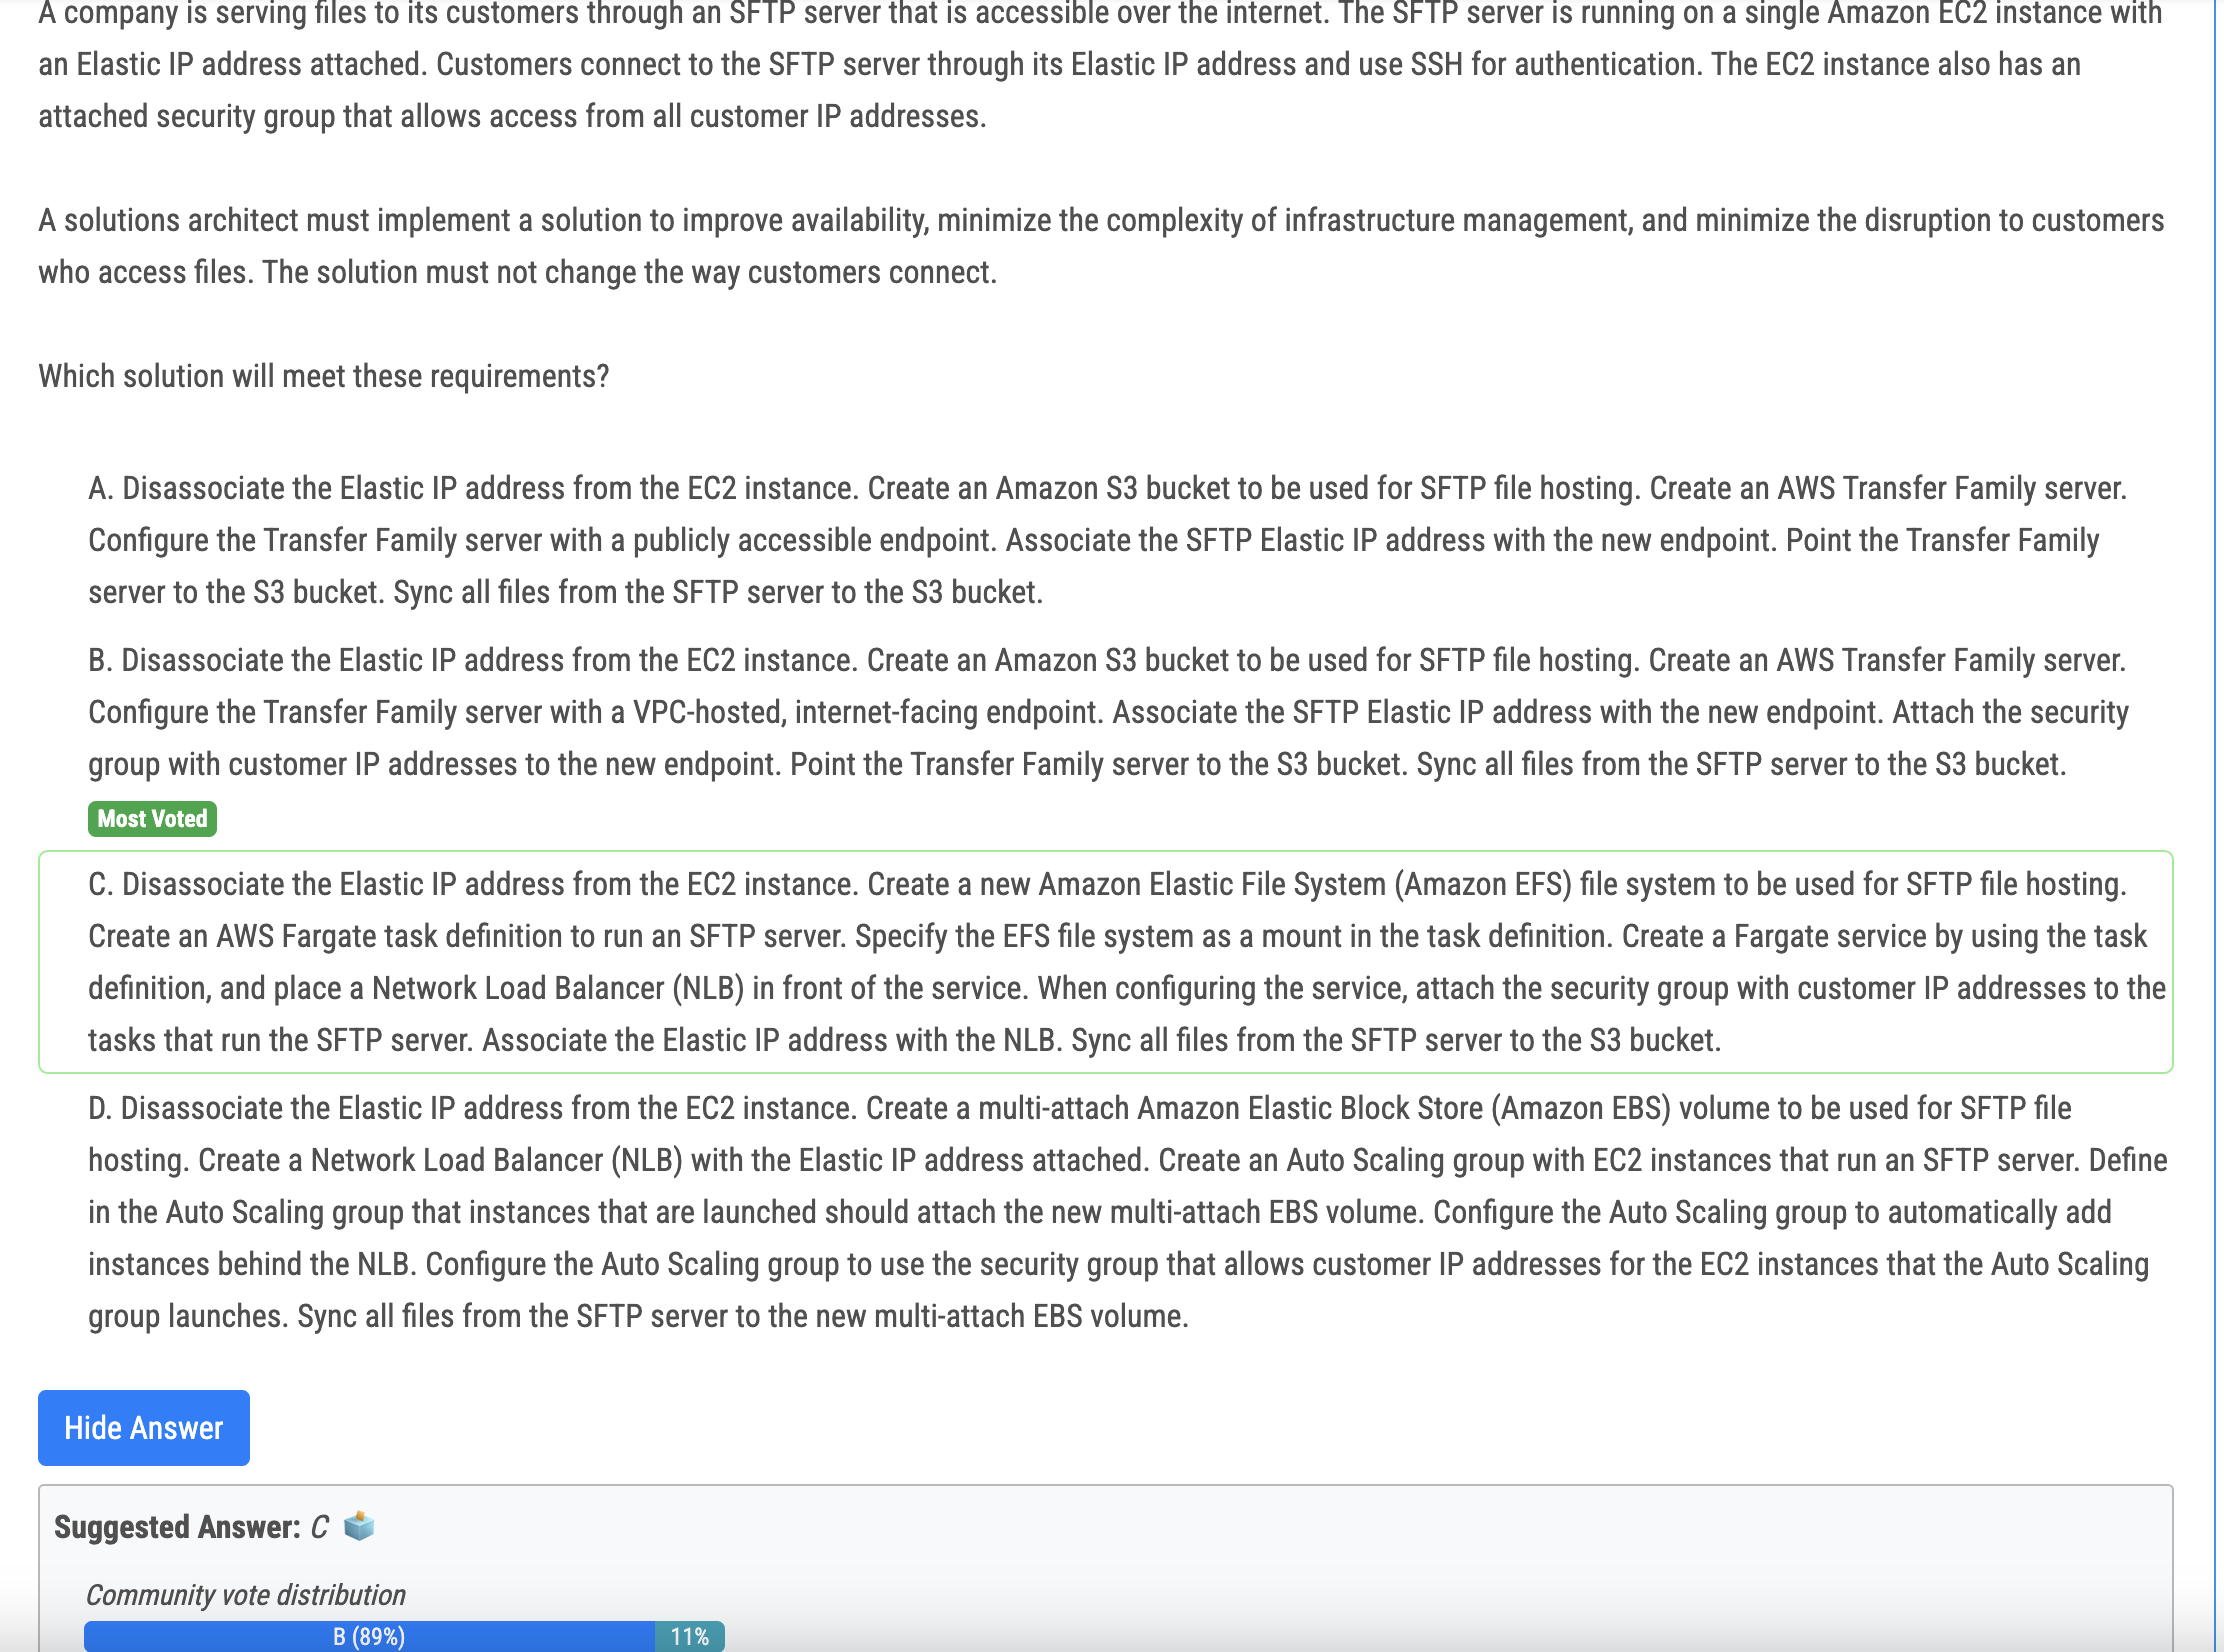 A company is serving files to its customers through an SFTP server that is accessible over the internet. The SFTP server is running on a single Amazon EC2 instance with
an Elastic IP address attached. Customers connect to the SFTP server through its Elastic IP address and use SSH for authentication. The EC2 instance also has an
attached security group that allows access from all customer IP addresses.
A solutions architect must implement a solution to improve availability, minimize the complexity of infrastructure management, and minimize the disruption to customers
who access files. The solution must not change the way customers connect.
Which solution will meet these requirements?
A. Disassociate the Elastic IP address from the EC2 instance. Create an Amazon S3 bucket to be used for SFTP file hosting. Create an AWS Transfer Family server.
Configure the Transfer Family server with a publicly accessible endpoint. Associate the SFTP Elastic IP address with the new endpoint. Point the Transfer Family
server to the S3 bucket. Sync all files from the SFTP server to the S3 bucket.
B. Disassociate the Elastic IP address from the EC2 instance. Create an Amazon S3 bucket to be used for SFTP file hosting. Create an AWS Transfer Family server.
Configure the Transfer Family server with a VPC-hosted, internet-facing endpoint. Associate the SFTP Elastic IP address with the new endpoint. Attach the security
group with customer IP addresses to the new endpoint. Point the Transfer Family server to the S3 bucket. Sync all files from the SFTP server to the S3 bucket.
Most Voted
C. Disassociate the Elastic IP address from the EC2 instance. Create a new Amazon Elastic File System (Amazon EFS) file system to be used for SFTP file hosting.
Create an AWS Fargate task definition to run an SFTP server. Specify the EFS file system as a mount in the task definition. Create a Fargate service by using the task
definition, and place a Network Load Balancer (NLB) in front of the service. When configuring the service, attach the security group with customer IP addresses to the
tasks that run the SFTP server. Associate the Elastic IP address with the NLB. Sync all files from the SFTP server to the S3 bucket.
D. Disassociate the Elastic IP address from the EC2 instance. Create a multi-attach Amazon Elastic Block Store (Amazon EBS) volume to be used for SFTP file
hosting. Create a Network Load Balancer (NLB) with the Elastic IP address attached. Create an Auto Scaling group with EC2 instances that run an SFTP server. Define
in the Auto Scaling group that instances that are launched should attach the new multi-attach EBS volume. Configure the Auto Scaling group to automatically add
instances behind the NLB. Configure the Auto Scaling group to use the security group that allows customer IP addresses for the EC2 instances that the Auto Scaling
group launches. Sync all files from the SFTP server to the new multi-attach EBS volume.
Hide Answer
Suggested Answer: C
Community vote distribution
B (89%) 11%